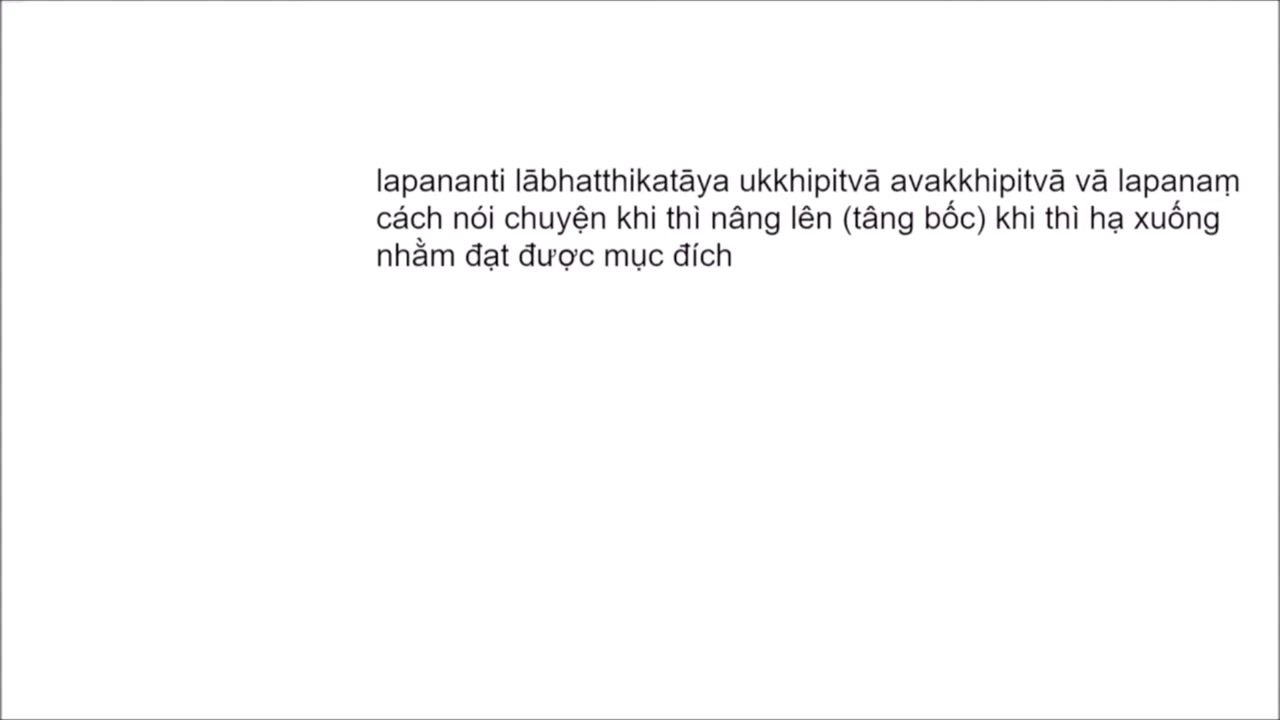 lapananti lābhatthikatāya ukkhipitvā avakkhipitvā vā lapanaṃ
cách nói chuyện khi thì nâng lên (tâng bốc) khi thì hạ xuống
nhằm đạt được mục đích